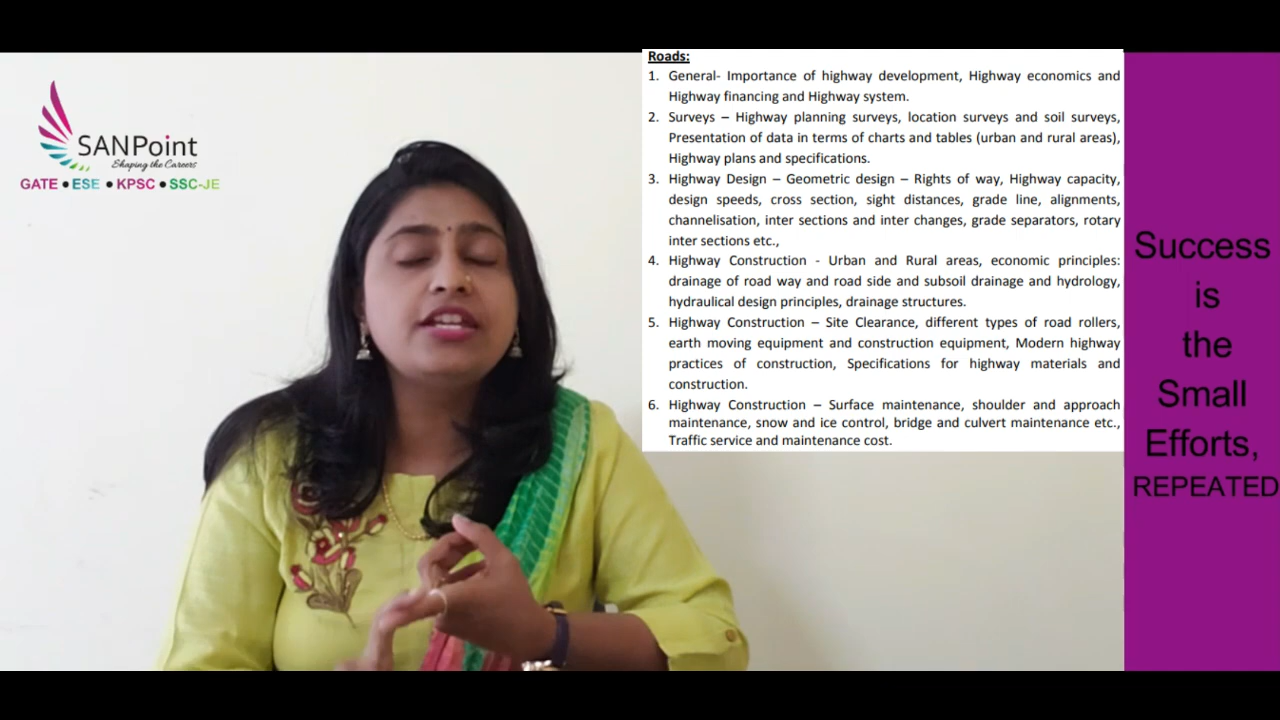 SANPoint
Shaping the Careers
GATE • ESE • KPSC • SSC-JE
Roads:
1. General- Importance of highway development, Highway economics and
Highway financing and Highway system.
2. Surveys – Highway planning surveys, location surveys and soil surveys,
Presentation of data in terms of charts and tables (urban and rural areas),
Highway plans and specifications.
3. Highway Design – Geometric design – Rights of way, Highway capacity,
design speeds, cross section, sight distances, grade line, alignments,
channelisation, inter sections and inter changes, grade separators, rotary
inter sections etc.,
4. Highway Construction - Urban and Rural areas, economic principles:
drainage of road way and road side and subsoil drainage and hydrology,
hydraulical design principles, drainage structures.
5. Highway Construction – Site Clearance, different types of road rollers,
earth moving equipment and construction equipment, Modern highway
practices of construction, Specifications for highway materials and
construction.
6. Highway Construction – Surface maintenance, shoulder and approach
maintenance, snow and ice control, bridge and culvert maintenance etc.,
Traffic service and maintenance cost.
Success
is
the
Small
Efforts,
REPEATED